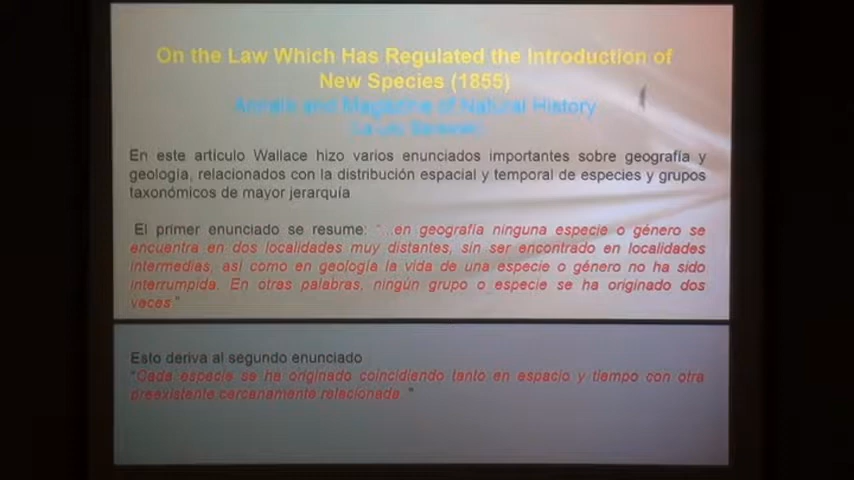 On the Law Which Has Regulated the Introduction of
New Species (1855)
Annals and Magazine of Natural History
En este artículo Wallace hizo varios enunciados importantes sobre geografía y
geología, relacionados con la distribución espacial y temporal de especies y grupos
taxonómicos de mayor jerarquía
El primer enunciado se resume: "...en geografía ninguna especie o género se
encuentra en dos localidades muy distantes, sin ser encontrado en localidades
intermedias, así como en geología la vida de una especie o género no ha sido
interrumpida. En otras palabras, ningún grupo o especie se ha originado dos
veces"
Esto deriva al segundo enunciado
"Cada especie se ha originado coincidiendo tanto en espacio y tiempo con otra
preexistente cercanamente relacionada. "